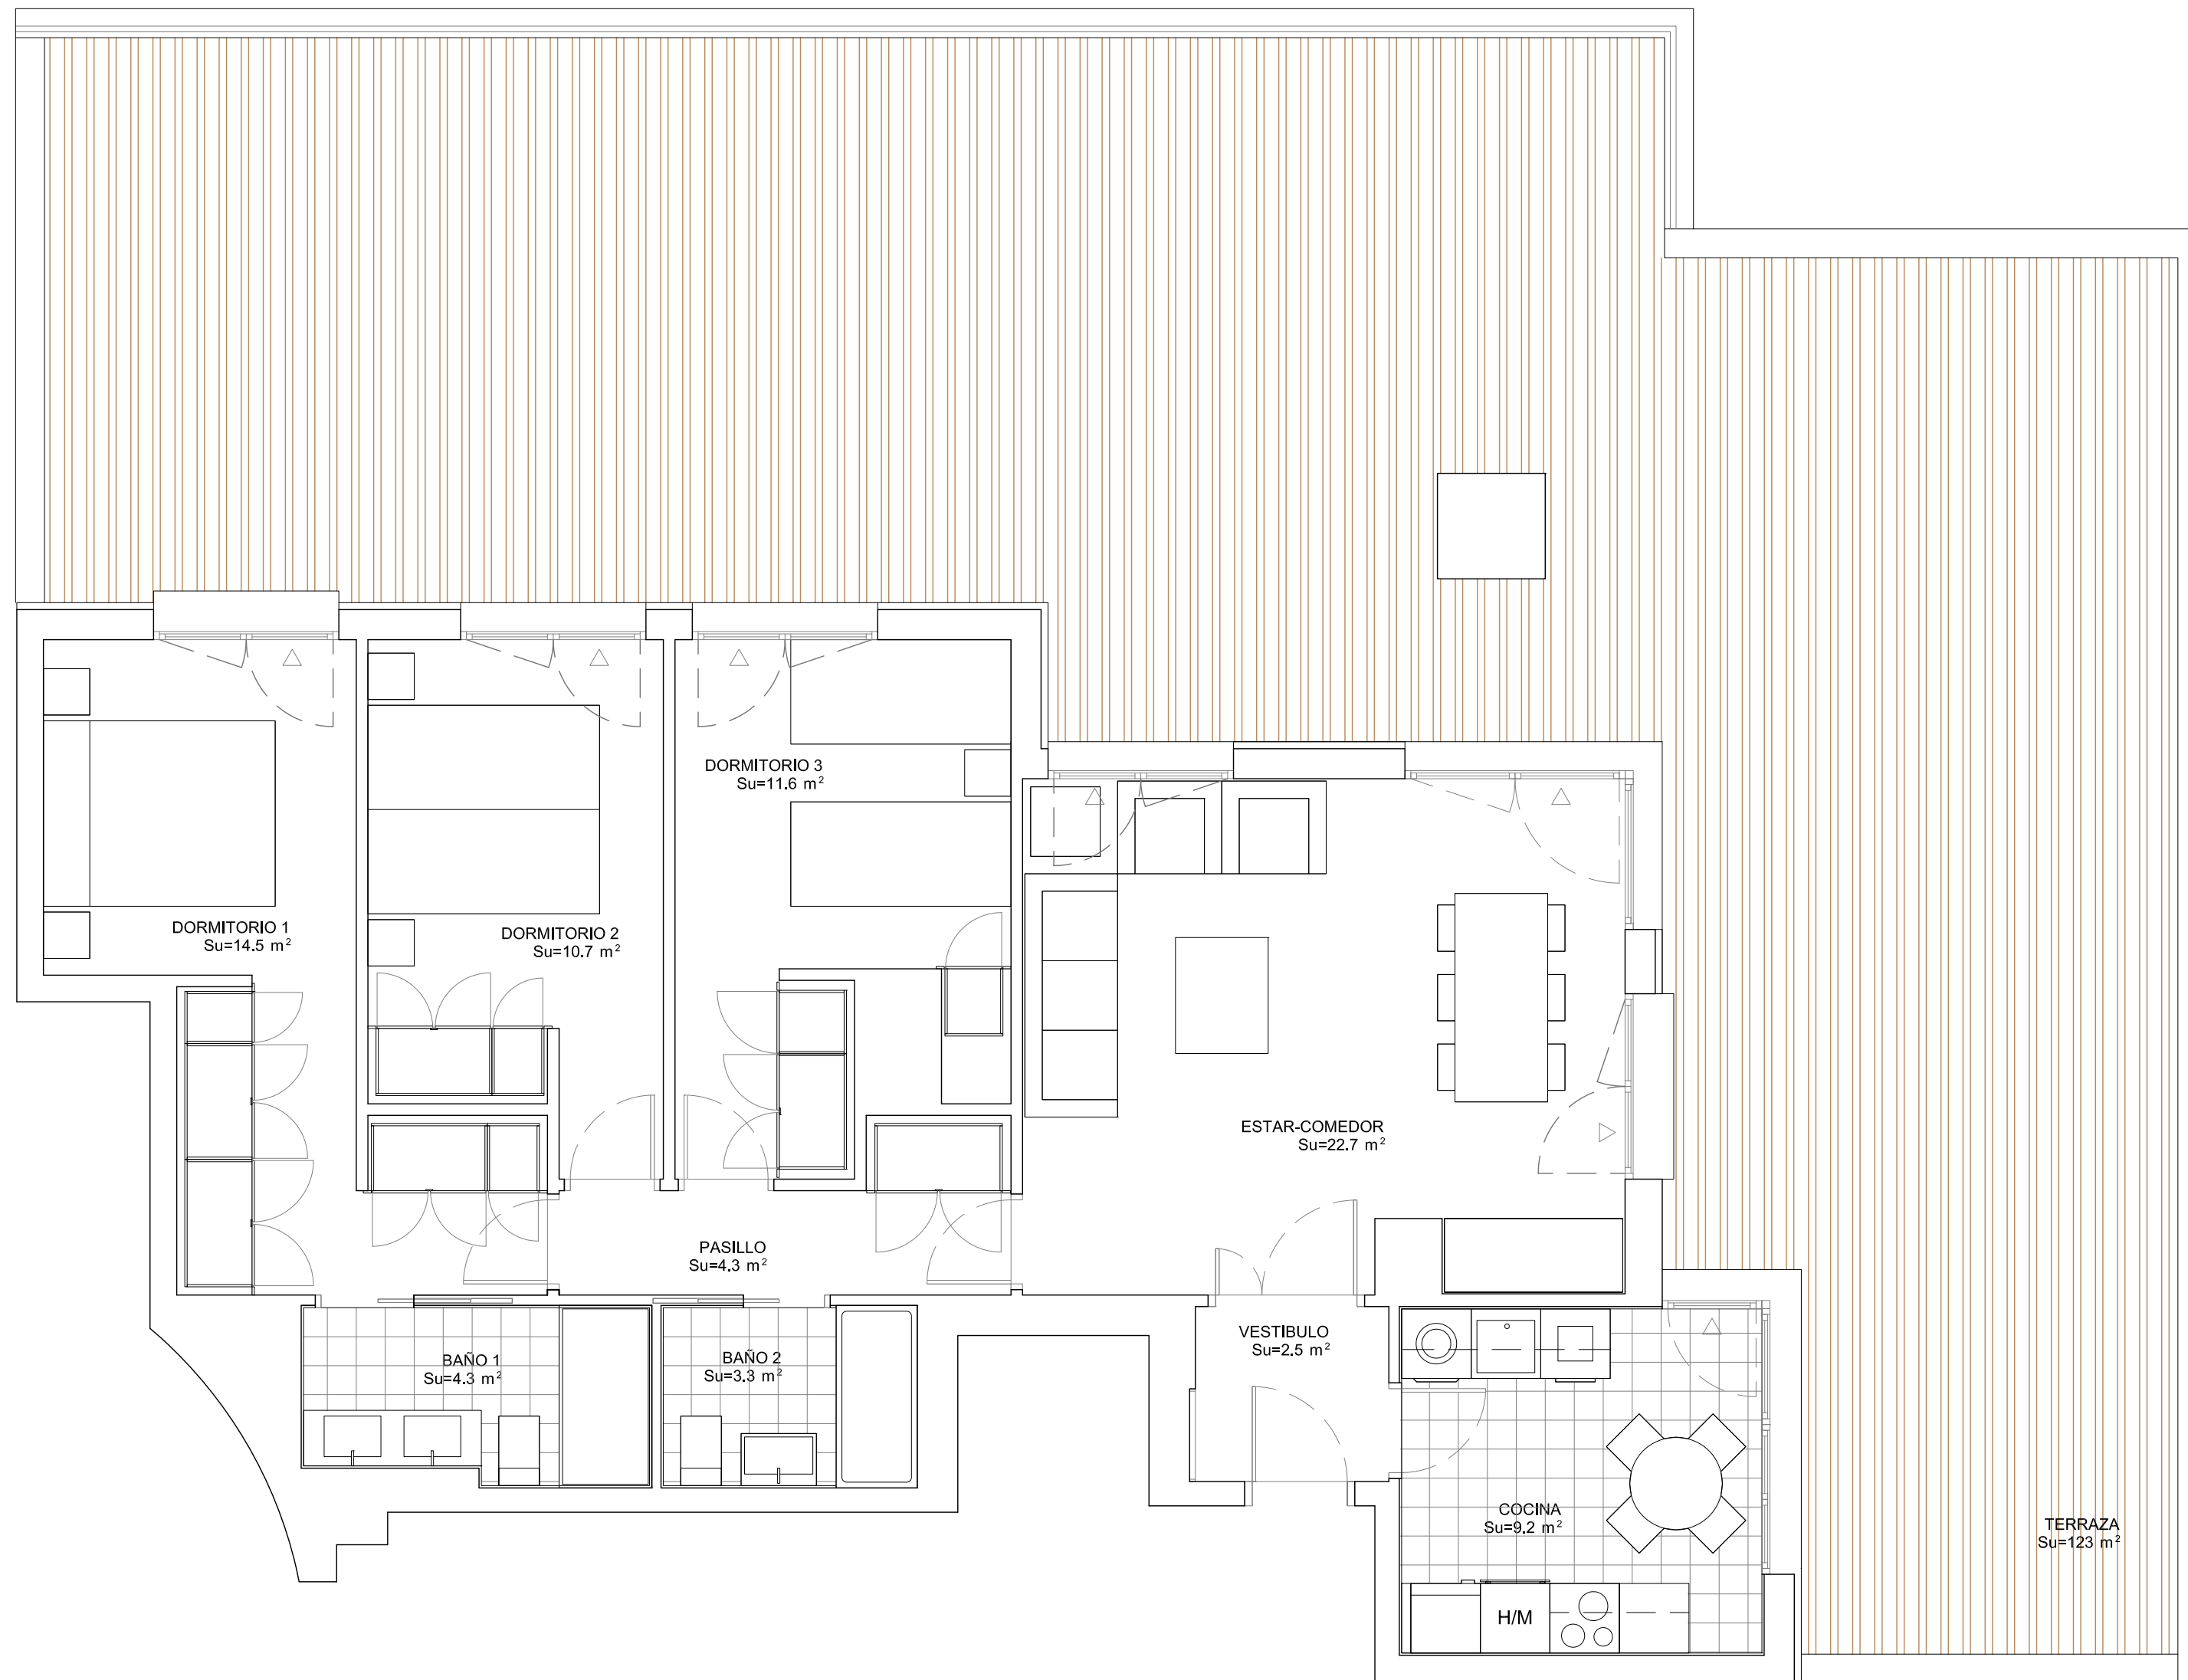 DORMITORIO 3
Su=11.6 m²
DORMITORIO 1
Su=14.5 m²
DORMITORIO 2
Su=10.7 m²
ESTAR-COMEDOR
Su=22.7 m²
PASILLO
Su=4.3 m²
VESTIBULO
Su=2.5 m²
BAÑO 1
Su=4.3 m²
BAÑO 2
Su=3.3 m²
COCINA
Su=9.2 m²
TERRAZA
Su=123 m²
H/M